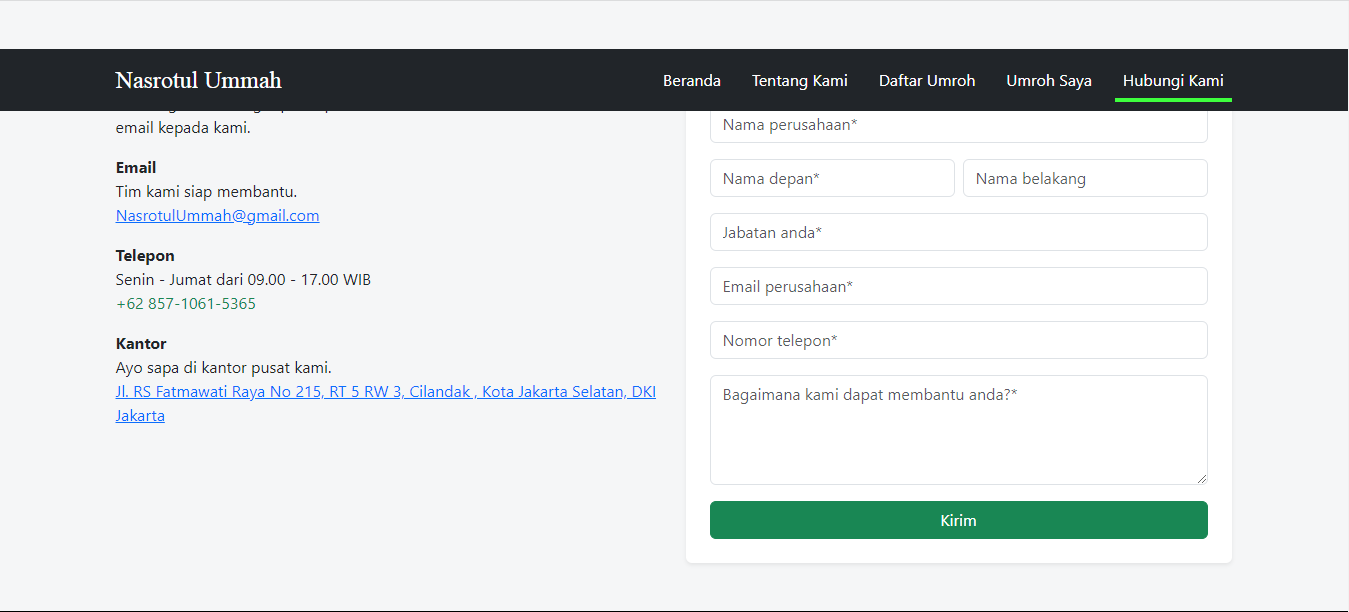 Nasrotul Ummah
Beranda
Tentang Kami
Daftar Umroh
Umroh Saya
Hubungi Kami
email kepada kami.
Email
Tim kami siap membantu.
NasrotulUmmah@gmail.com
Telepon
Senin - Jumat dari 09.00 - 17.00 WIB
+62 857-1061-5365
Kantor
Ayo sapa di kantor pusat kami.
Jl. RS Fatmawati Raya No 215, RT 5 RW 3, Cilandak , Kota Jakarta Selatan, DKI
Jakarta
Nama perusahaan*
Nama depan*
Nama belakang
Jabatan anda*
Email perusahaan*
Nomor telepon*
Bagaimana kami dapat membantu anda?*
Kirim